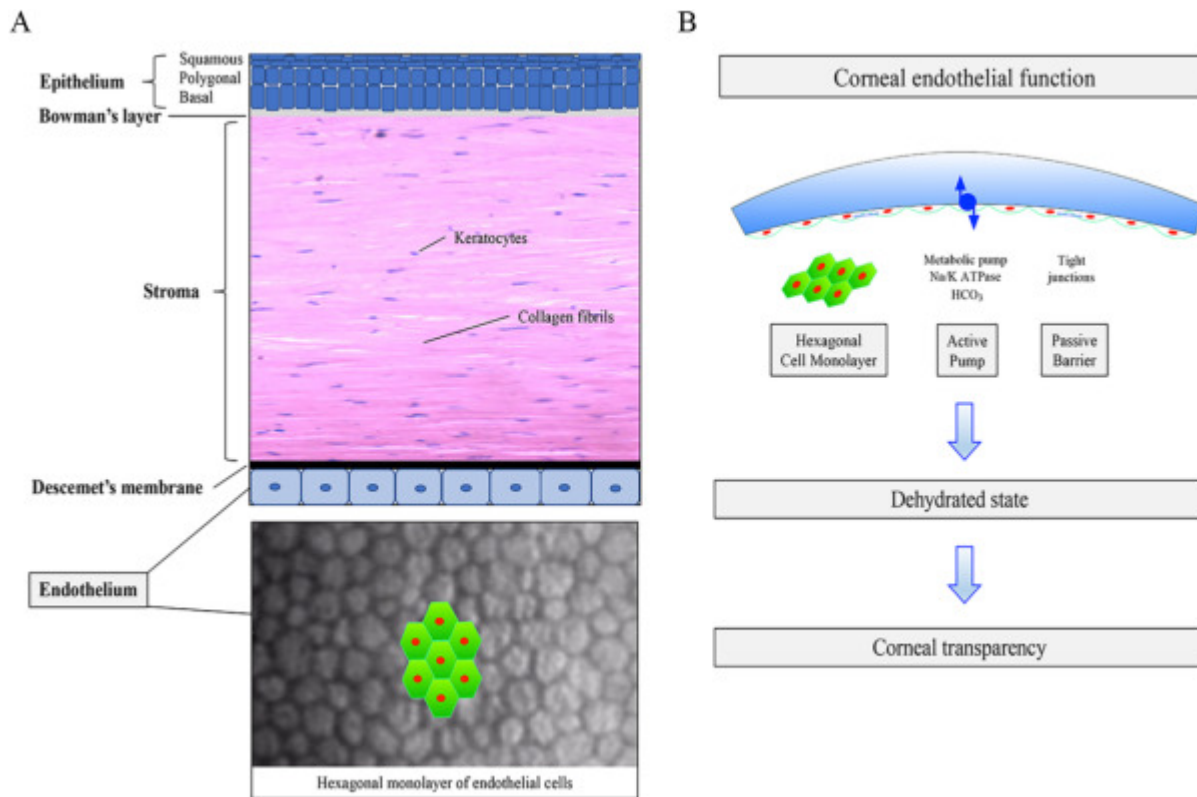 A
Squamous
Epithelium
Polygonal
Basal
Bowman's layer
Keratocytes
Stroma
Collagen fibrils
Descemet's membrane
Endothelium
Hexagonal monolayer of endothelial cells
B
Corneal endothelial function
Metabolic pump
Na/K ATPase
HCO₃
Tight
junctions
Hexagonal
Cell Monolayer
Active
Pump
Passive
Barrier
Dehydrated state
Corneal transparency